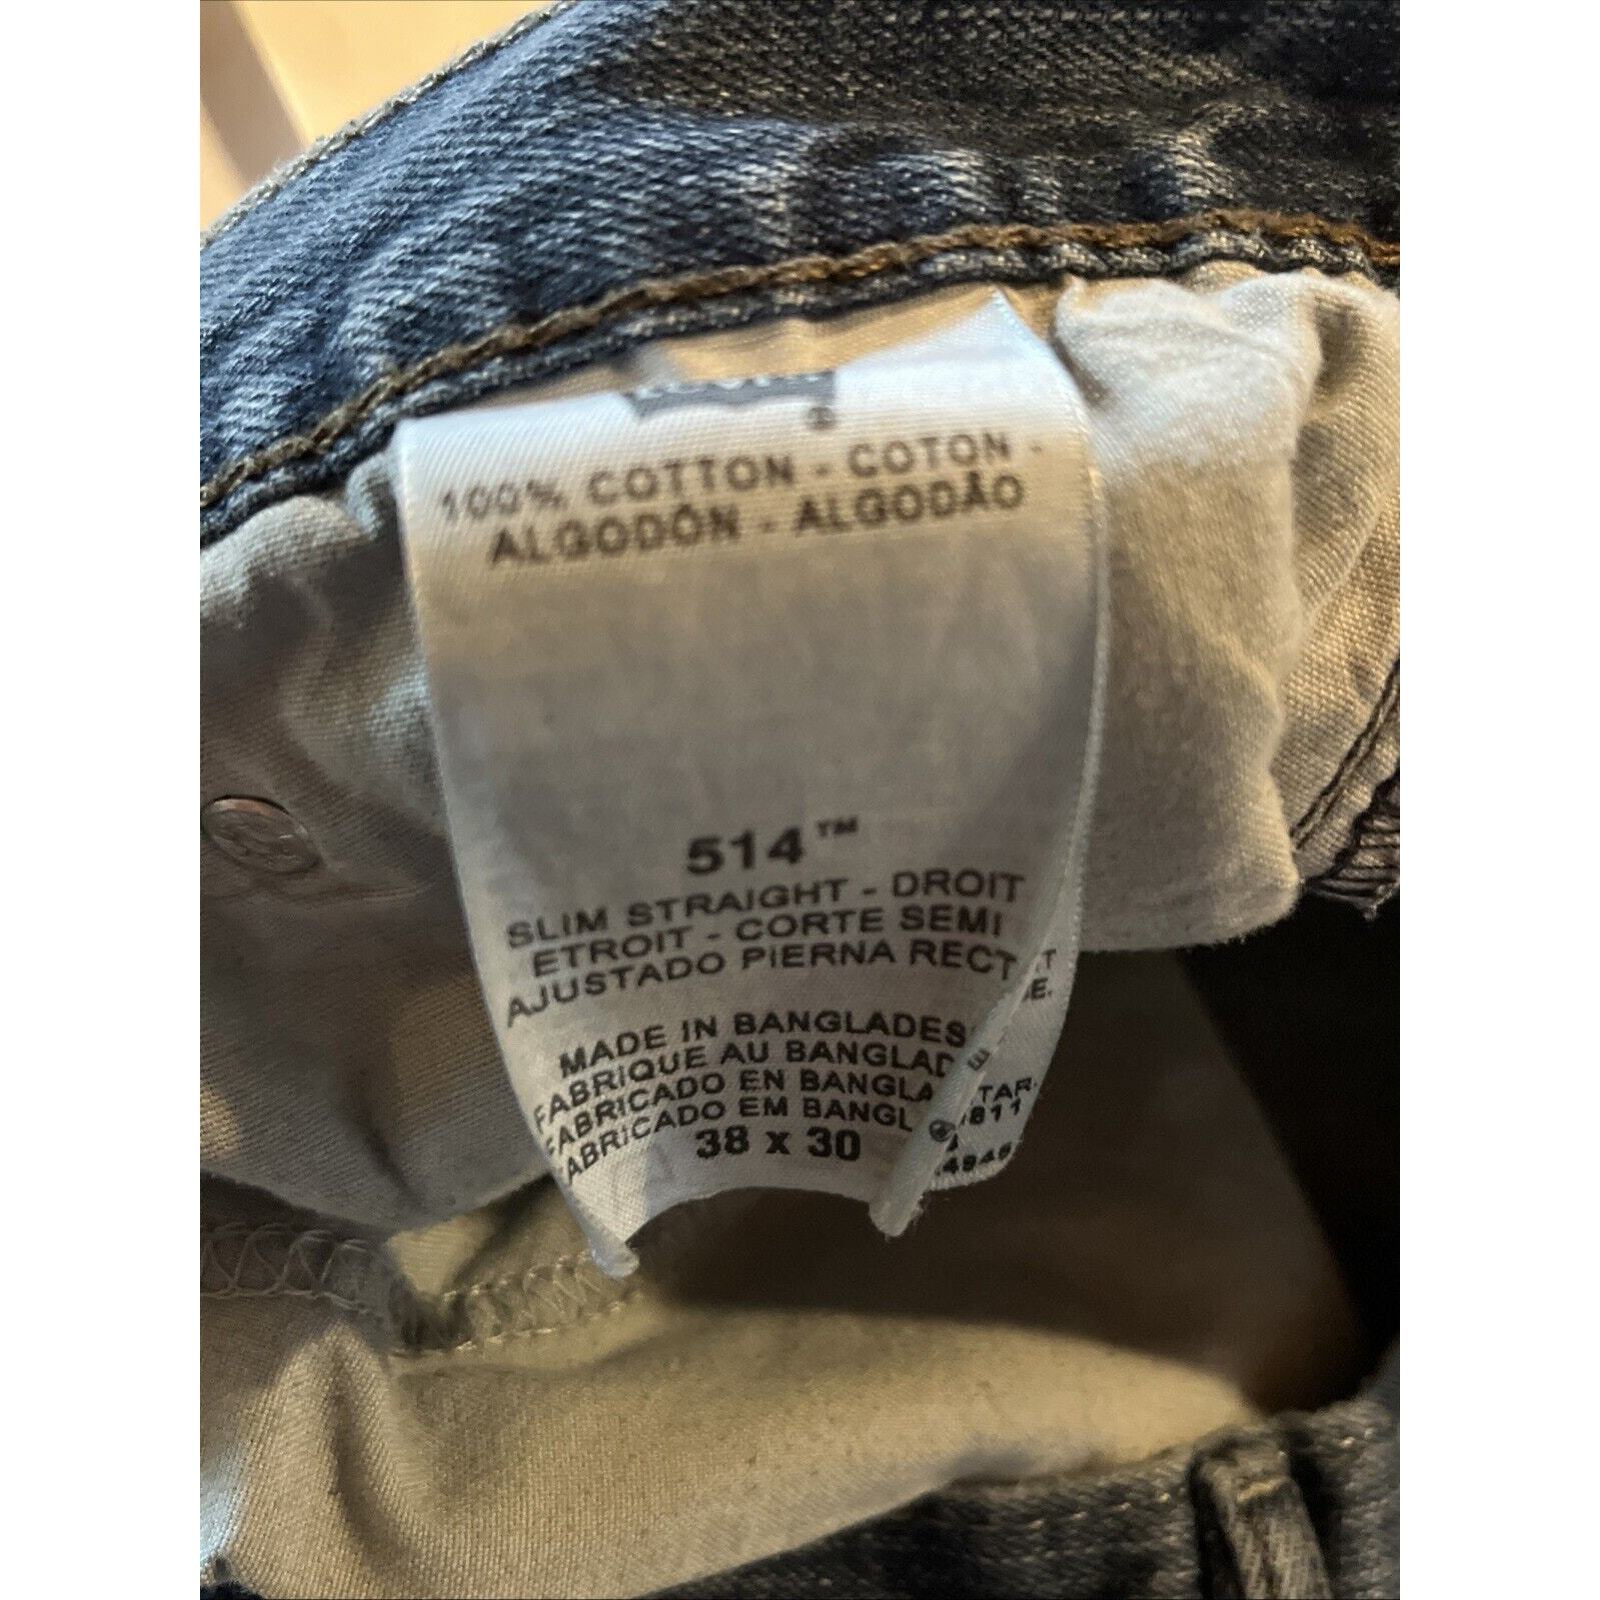 ®
100% COTTON - COTON -
ALGODÓN - ALGODÃO
514™
SLIM STRAIGHT - DROIT
ETROIT - CORTE SEMI
AJUSTADO PIERNA RECT
MADE IN BANGLADES
FABRIQUE AU BANGLAD
FABRICADO EN BANGLA
FABRICADO EM BANGL
38 x 30